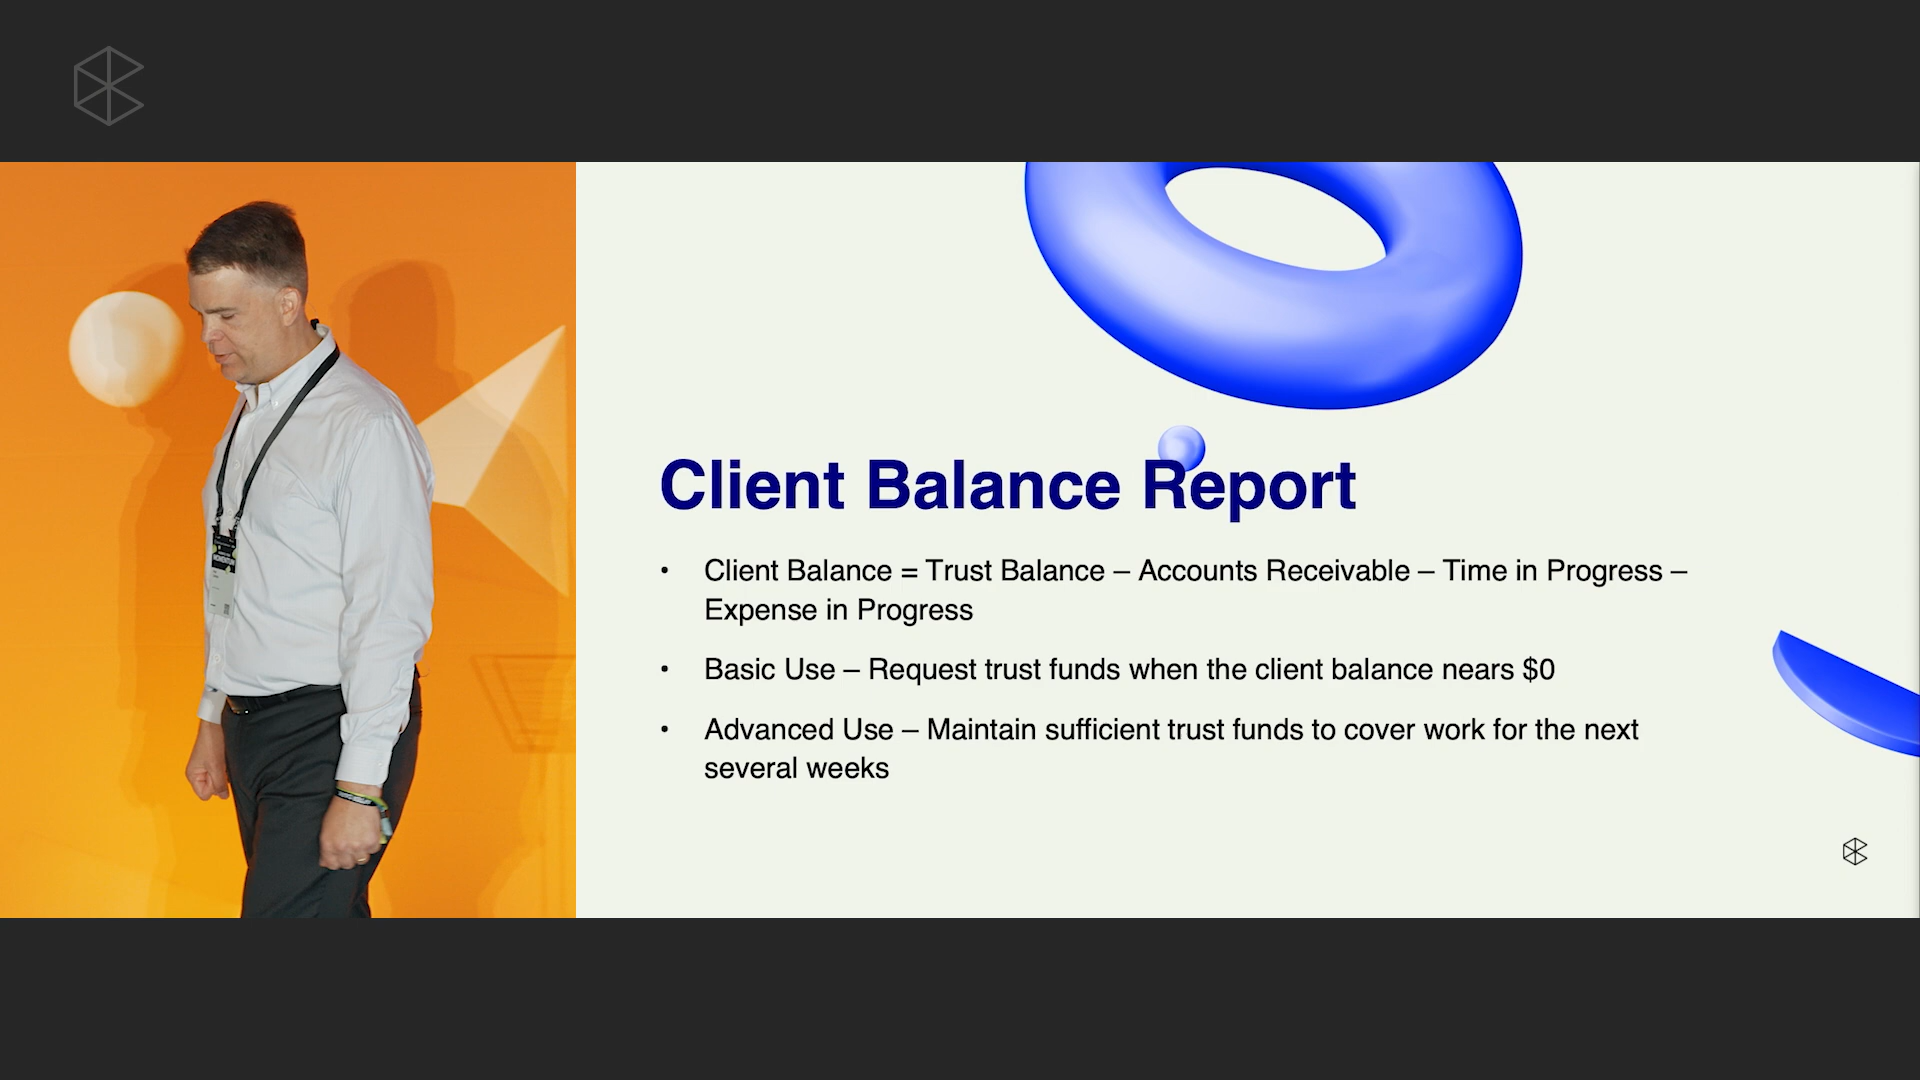 Client Balance Report
• Client Balance = Trust Balance – Accounts Receivable – Time in Progress –
Expense in Progress
• Basic Use – Request trust funds when the client balance nears $0
• Advanced Use – Maintain sufficient trust funds to cover work for the next
several weeks